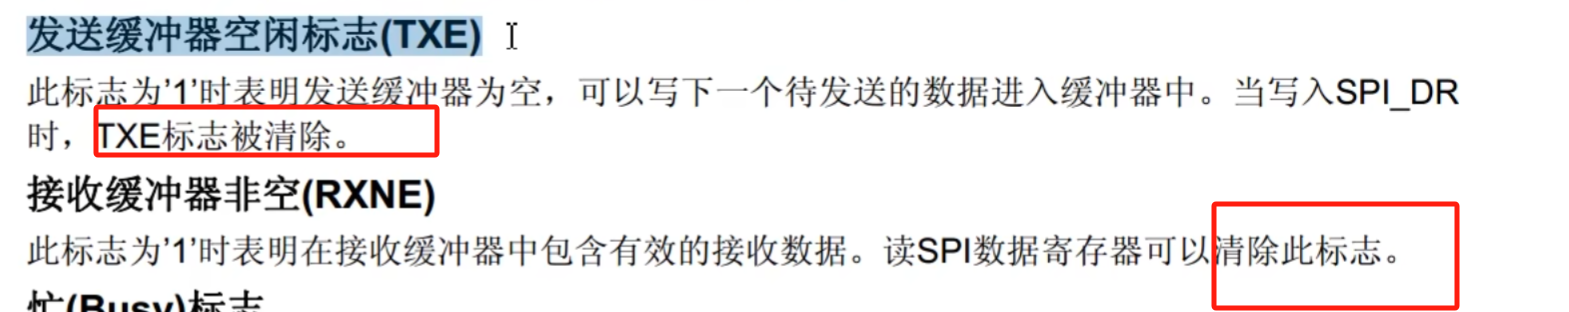 发送缓冲器空闲标志(TXE)
此标志为'1'时表明发送缓冲器为空，可以写下一个待发送的数据进入缓冲器中。当写入SPI_DR
时，TXE标志被清除。
接收缓冲器非空(RXNE)
此标志为'1'时表明在接收缓冲器中包含有效的接收数据。读SPI数据寄存器可以清除此标志。
忙(Busy)标志